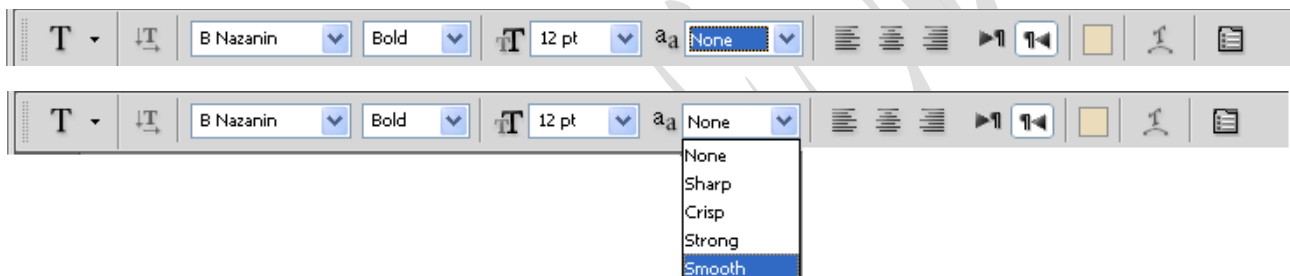 T B Nazanin Bold T 12 pt aa None
T B Nazanin Bold T 12 pt aa None
None
Sharp
Crisp
Strong
Smooth